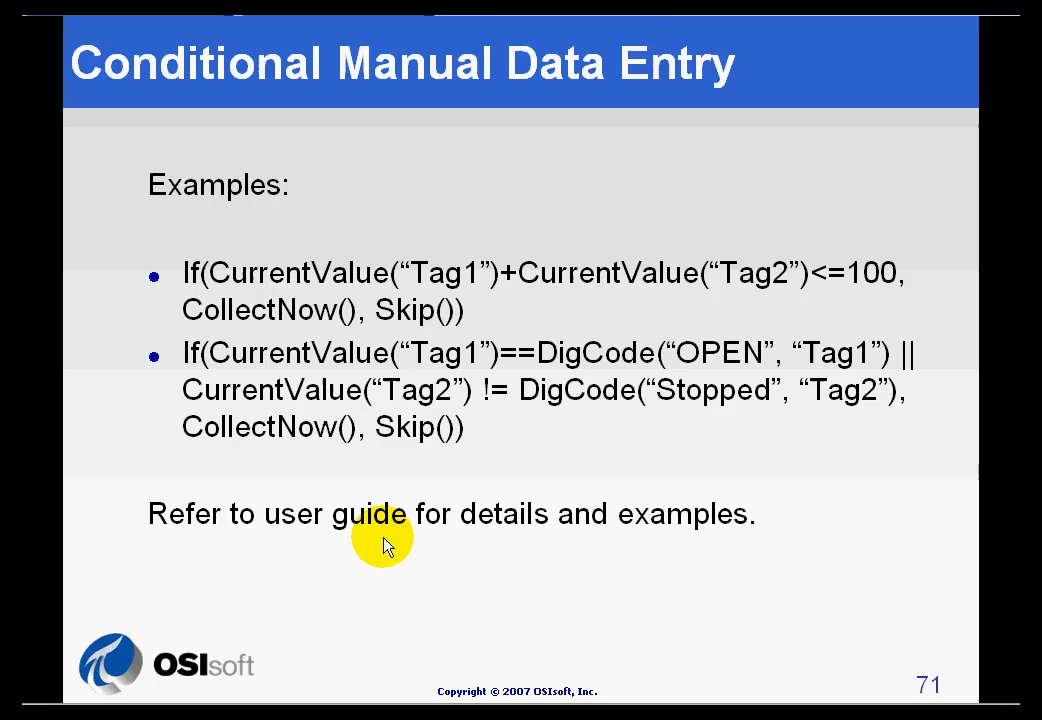 Conditional Manual Data Entry
Examples:
• If(CurrentValue(“Tag1”)+CurrentValue(“Tag2”)<=100,
CollectNow(), Skip())
• If(CurrentValue(“Tag1”)==DigCode(“OPEN”, “Tag1”) ||
CurrentValue(“Tag2”) != DigCode(“Stopped”, “Tag2”),
CollectNow(), Skip())
Refer to user guide for details and examples.
OSIsoft
Copyright © 2007 OSIsoft, Inc.
71